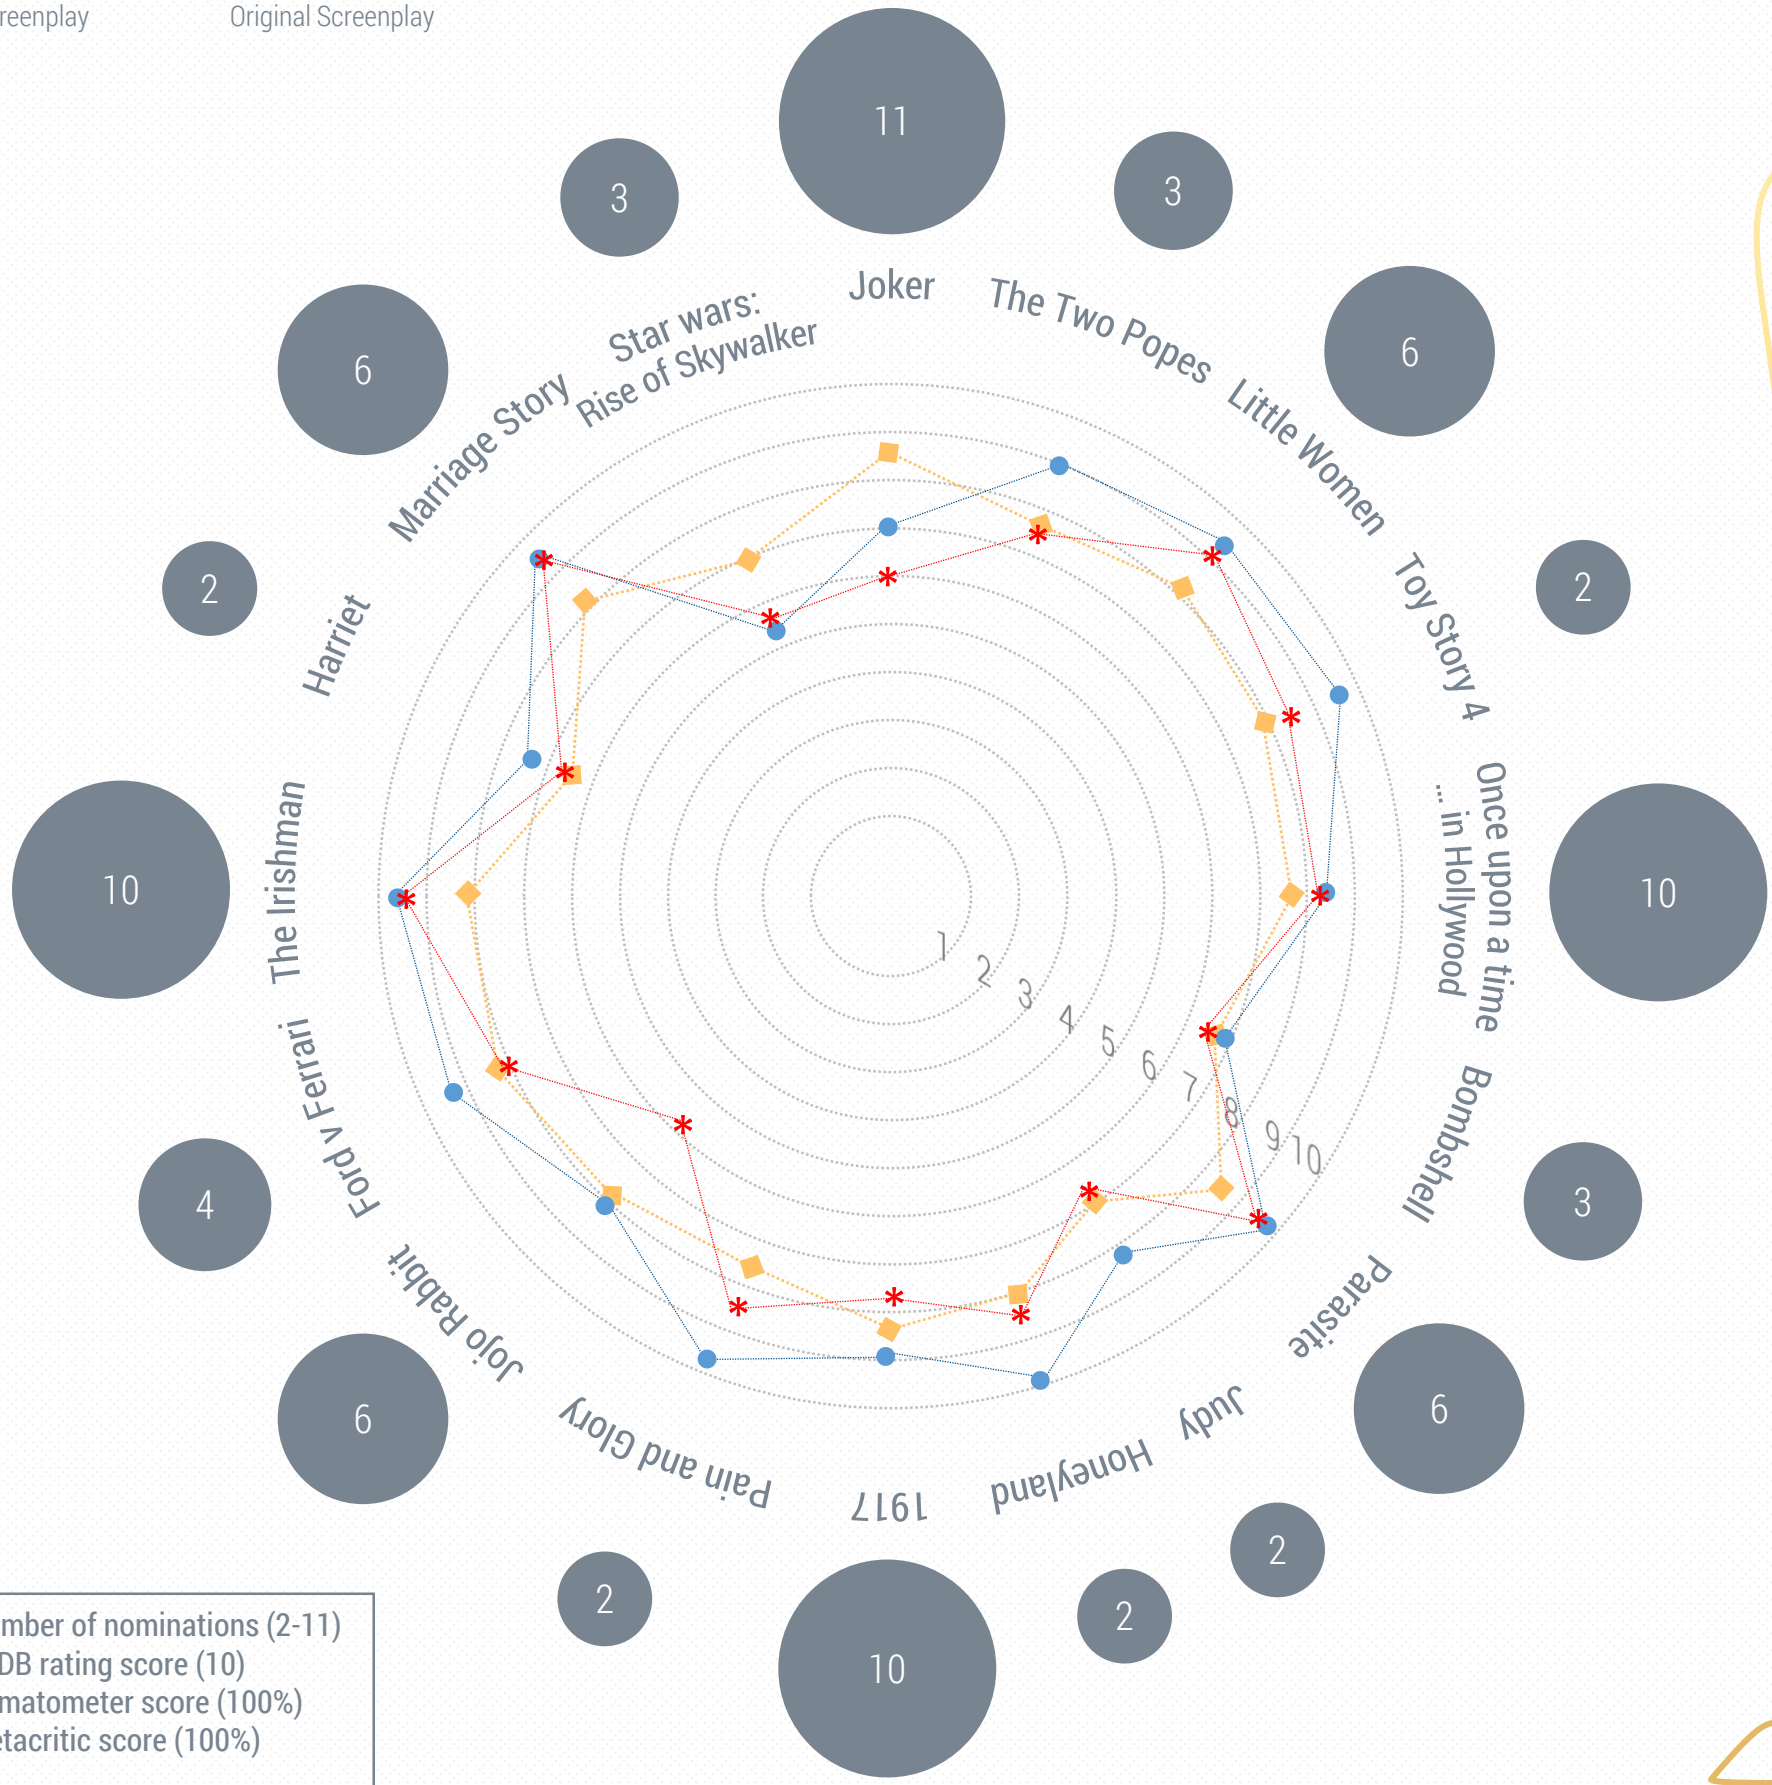 reenplay
Original Screenplay
11
3
3
6
6
2
2
10
10
4
3
6
6
2
2
2
10
Joker
The Two Popes
Little Women
Toy Story 4
Once upon a time
... in Hollywood
Bombshell
Parasite
Judy
Honeyland
1917
Pain and Glory
Jojo Rabbit
Ford v Ferrari
The Irishman
Harriet
Marriage Story
Star wars:
Rise of Skywalker
1
2
3
4
5
6
7
8
9
10
mber of nominations (2-11)
DB rating score (10)
matometer score (100%)
etacritic score (100%)